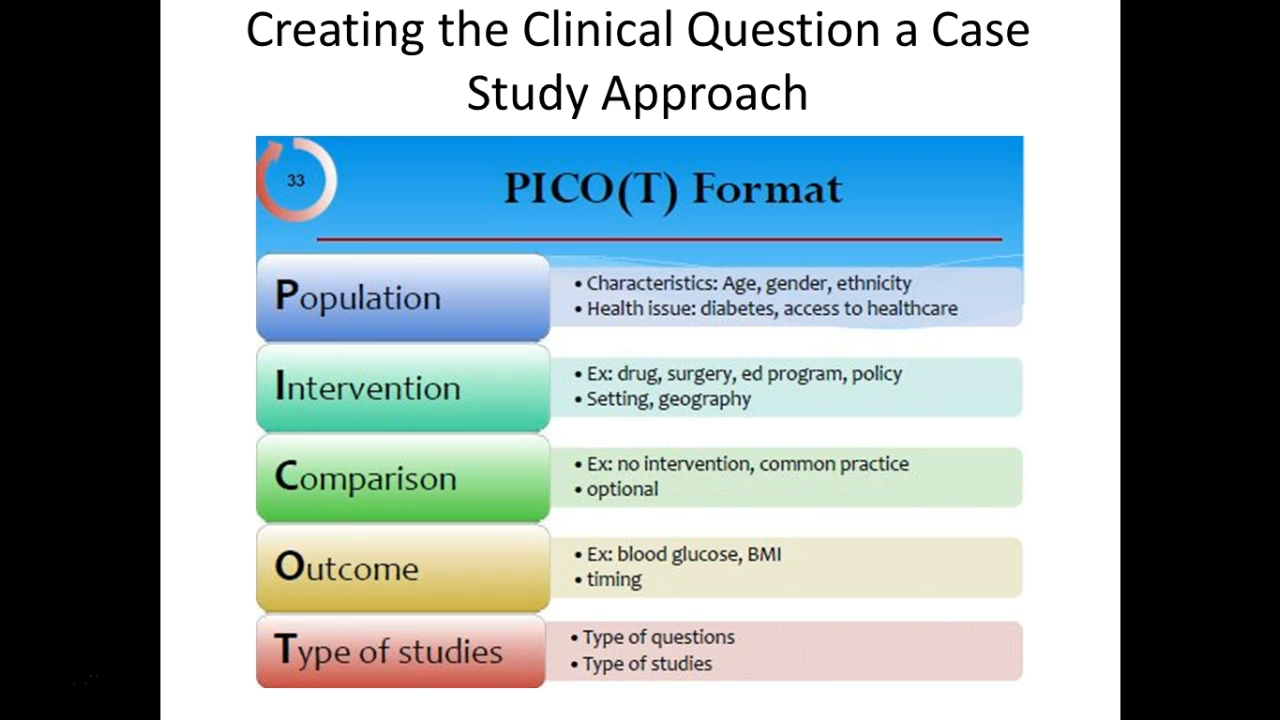 Creating the Clinical Question a Case
Study Approach
33
PICO(T) Format
Population
• Characteristics: Age, gender, ethnicity
• Health issue: diabetes, access to healthcare
Intervention
• Ex: drug, surgery, ed program, policy
• Setting, geography
Comparison
• Ex: no intervention, common practice
• optional
Outcome
• Ex: blood glucose, BMI
• timing
Type of studies
• Type of questions
• Type of studies